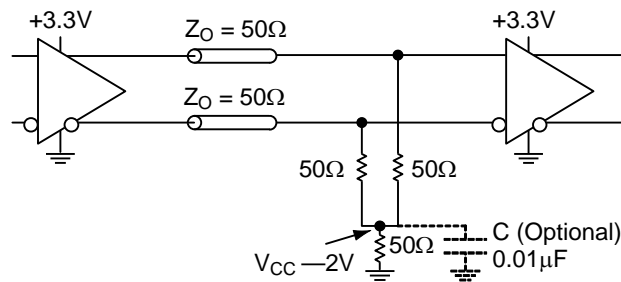 +3.3V
+3.3V
Z_O = 50Ω
Z_O = 50Ω
50Ω
50Ω
50Ω
C (Optional)
0.01μF
V_CC —2V